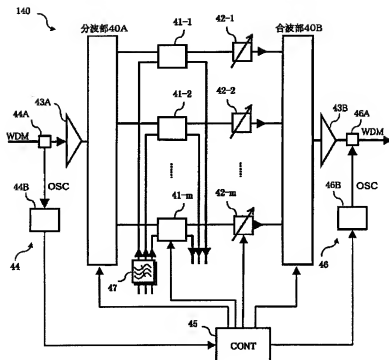 140
分波部40A
合波部40B
41-1
42-1
43A
43B
44A
46A
WDM
WDM
41-2
42-2
OSC
OSC
44B
46B
41-m
42-m
44
46
47
45
CONT